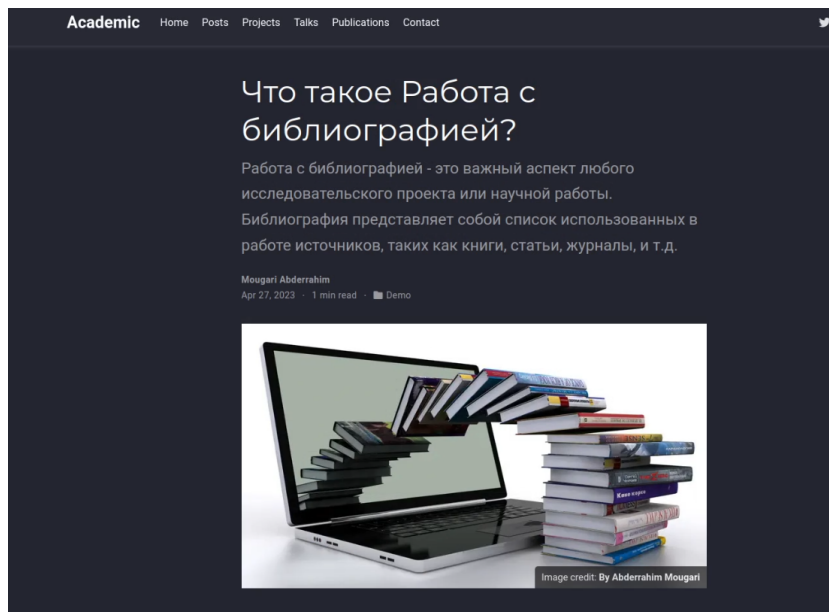 Academic Home Posts Projects Talks Publications Contact
Что такое Работа с
библиографией?
Работа с библиографией - это важный аспект любого
исследовательского проекта или научной работы.
Библиография представляет собой список использованных в
работе источников, таких как книги, статьи, журналы, и т.д.
Mougari Abderrahim
Apr 27, 2023 · 1 min read · Demo
Image credit: By Abderrahim Mougari